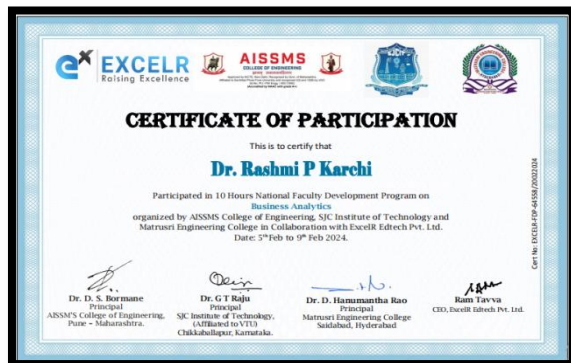 EXCELR
Raising Excellence
AISSMS
COLLEGE OF ENGINEERING
CERTIFICATE OF PARTICIPATION
This is to certify that
Dr. Rashmi P Karchi
Participated in 10 Hours National Faculty Development Program on
Business Analytics
organized by AISSMS College of Engineering, SJC Institute of Technology and
Matrusri Engineering College in Collaboration with ExcelR Edtech Pvt. Ltd.
Date: 5th Feb to 9th Feb 2024.
Cert No: EXCELR-FDP-64558/20022024
Dr. D. S. Bormane
Principal
AISSM'S College of Engineering,
Pune – Maharashtra.
Dr. G T Raju
Principal
SJC Institute of Technology,
(Affiliated to VTU)
Chikkaballapur, Karnataka.
Dr. D. Hanumantha Rao
Principal
Matrusri Engineering College
Saidabad, Hyderabad
Ram Tavva
CEO, ExcelR Edtech Pvt. Ltd.